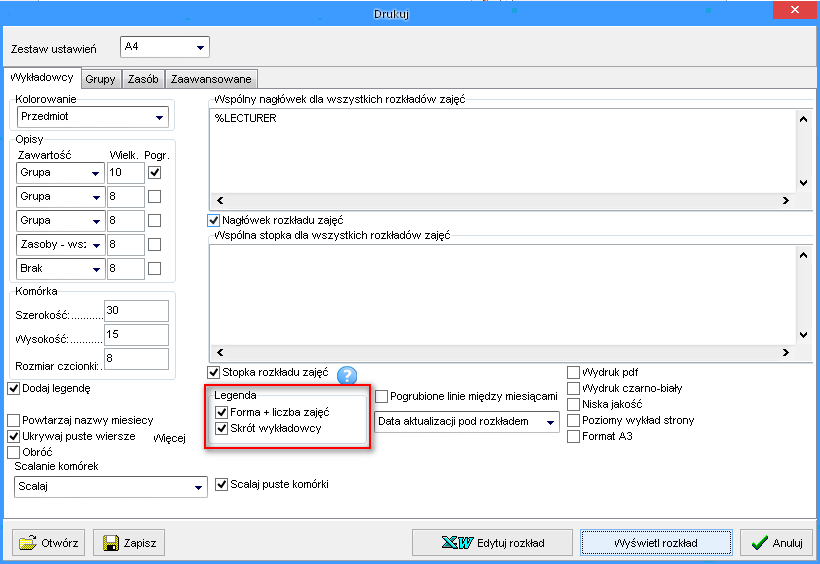 Drukuj
Zestaw ustawień
A4
Wykładowcy
Grupy
Zasób
Zaawansowane
Kolorowanie
Przedmiot
Opisy
Zawartość Wielk. Pogr.
Grupa 10
Grupa 8
Grupa 8
Zasoby - ws: 8
Brak 8
Komórka
Szerokość:........... 30
Wysokość:........... 15
Rozmiar czcionki:.. 8
Dodaj legendę
Powtarzaj nazwy miesiecy
Ukrywaj puste wiersze Więcej
Obróć
Scalanie komórek
Scalaj
Wspólny nagłówek dla wszystkich rozkładów zajęć
%LECTURER
Nagłówek rozkładu zajęć
Wspólna stopka dla wszystkich rozkładów zajęć
Stopka rozkładu zajęć ?
Legenda
Forma + liczba zajęć
Skrót wykładowcy
Pogrubione linie między miesiącami
Data aktualizacji pod rozkładem
Scalaj puste komórki
Wydruk pdf
Wydruk czarno-biały
Niska jakość
Poziomy wykład strony
Format A3
Otwórz
Zapisz
XW Edytuj rozkład
Wyświetl rozkład
Anuluj